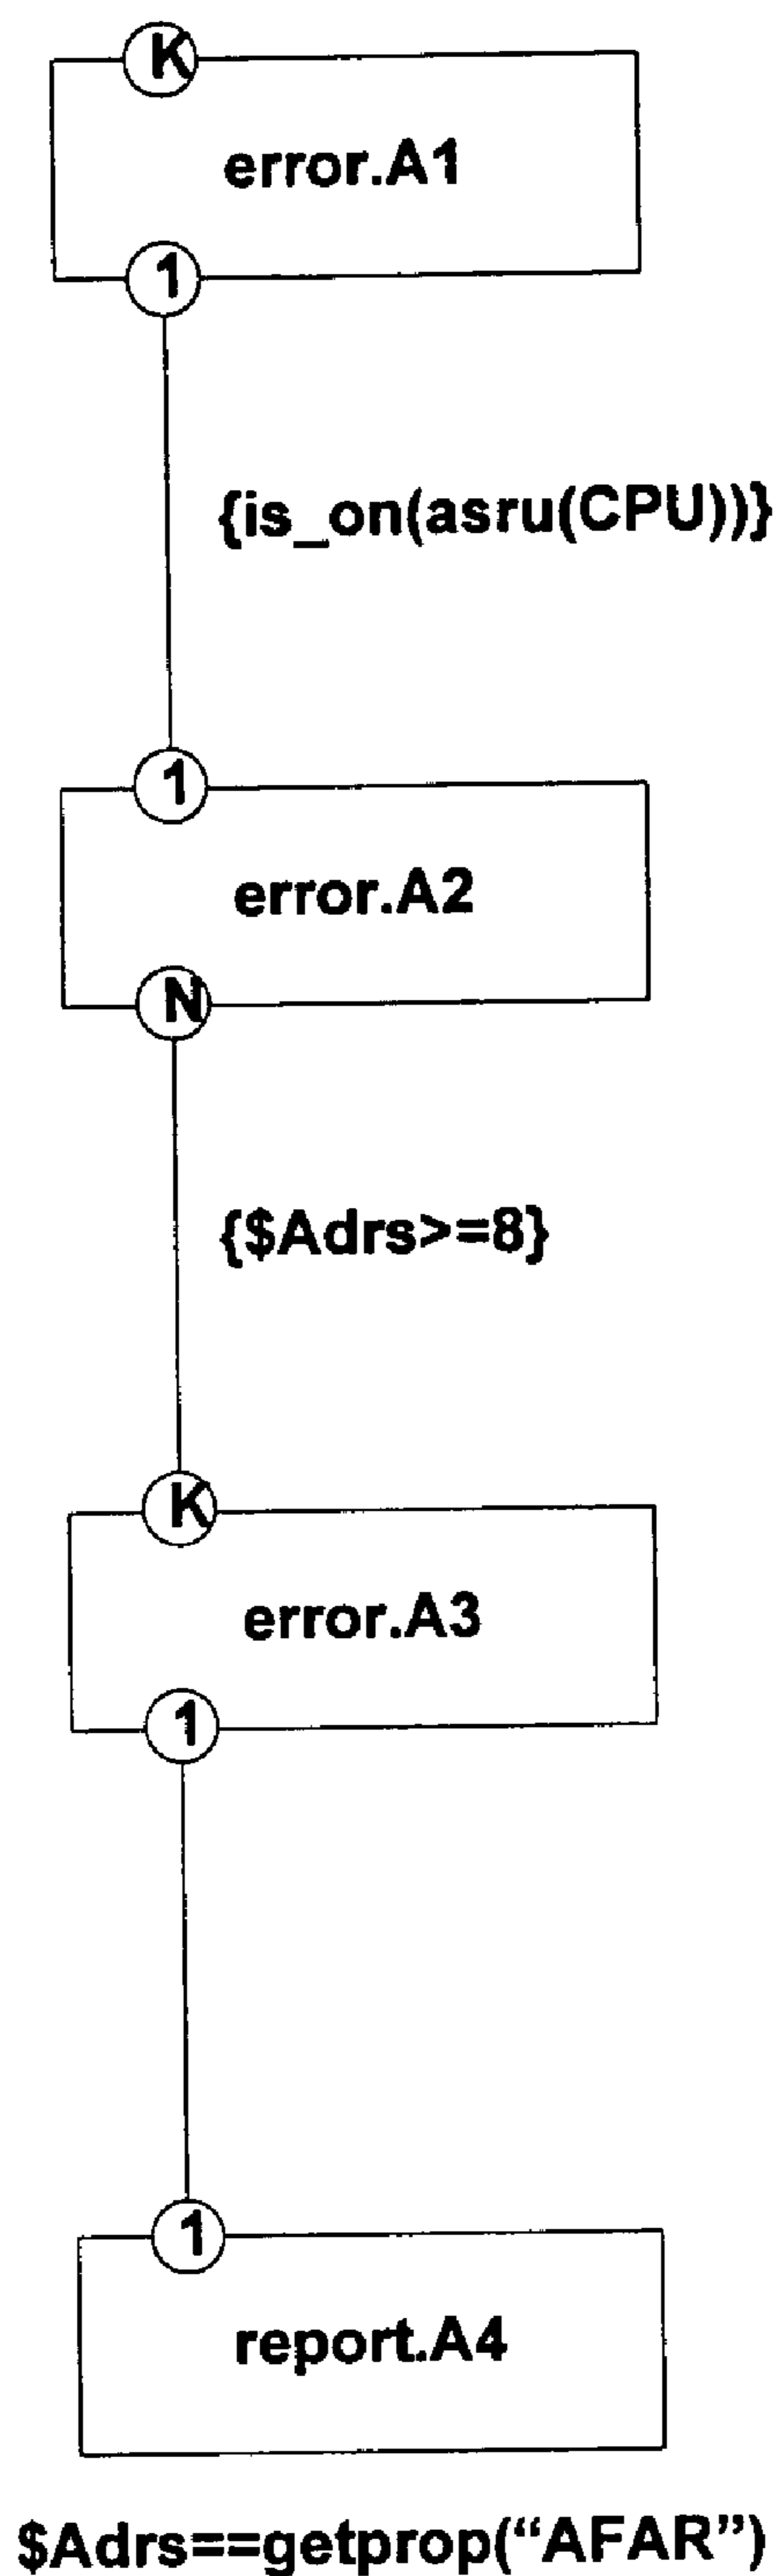 K
error.A1
1
{is_on(asru(CPU))}
1
error.A2
N
{$Adrs>=8}
K
error.A3
1
1
report.A4
$Adrs==getprop(“AFAR”)